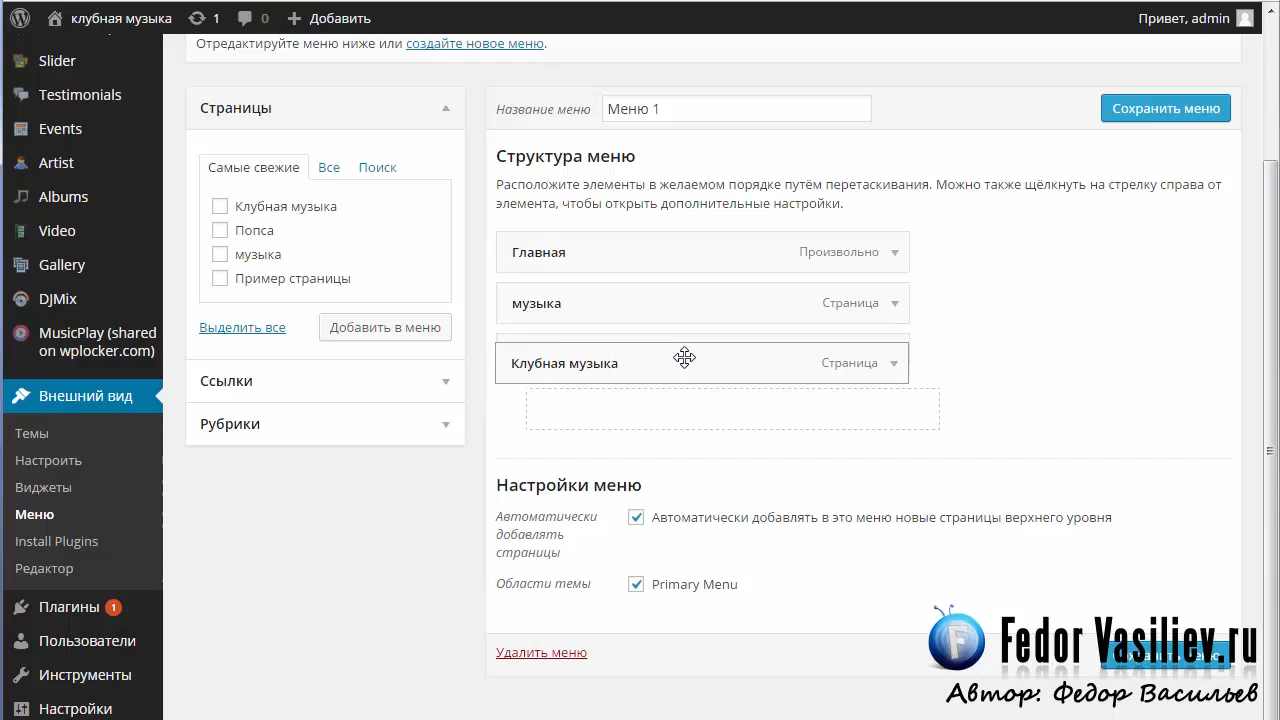 клубная музыка 1 0 Добавить Привет, admin
Slider
Testimonials
Events
Artist
Albums
Video
Gallery
DJMix
MusicPlay (shared
on wplocker.com)
Внешний вид
Темы
Настроить
Виджеты
Меню
Install Plugins
Редактор
Плагины 1
Пользователи
Инструменты
Настройки
Отредактируйте меню ниже или создайте новое меню.
Страницы
Самые свежие Все Поиск
Клубная музыка
Попса
музыка
Пример страницы
Выделить все Добавить в меню
Ссылки
Рубрики
Название меню Меню 1 Сохранить меню
Структура меню
Расположите элементы в желаемом порядке путём перетаскивания. Можно также щёлкнуть на стрелку справа от
элемента, чтобы открыть дополнительные настройки.
Главная Произвольно
музыка Страница
Клубная музыка Страница
Настройки меню
Автоматически
добавлять
страницы
Автоматически добавлять в это меню новые страницы верхнего уровня
Области темы Primary Menu
Удалить меню
F Fedor Vasiliev.ru
Автор: Федор Васильев